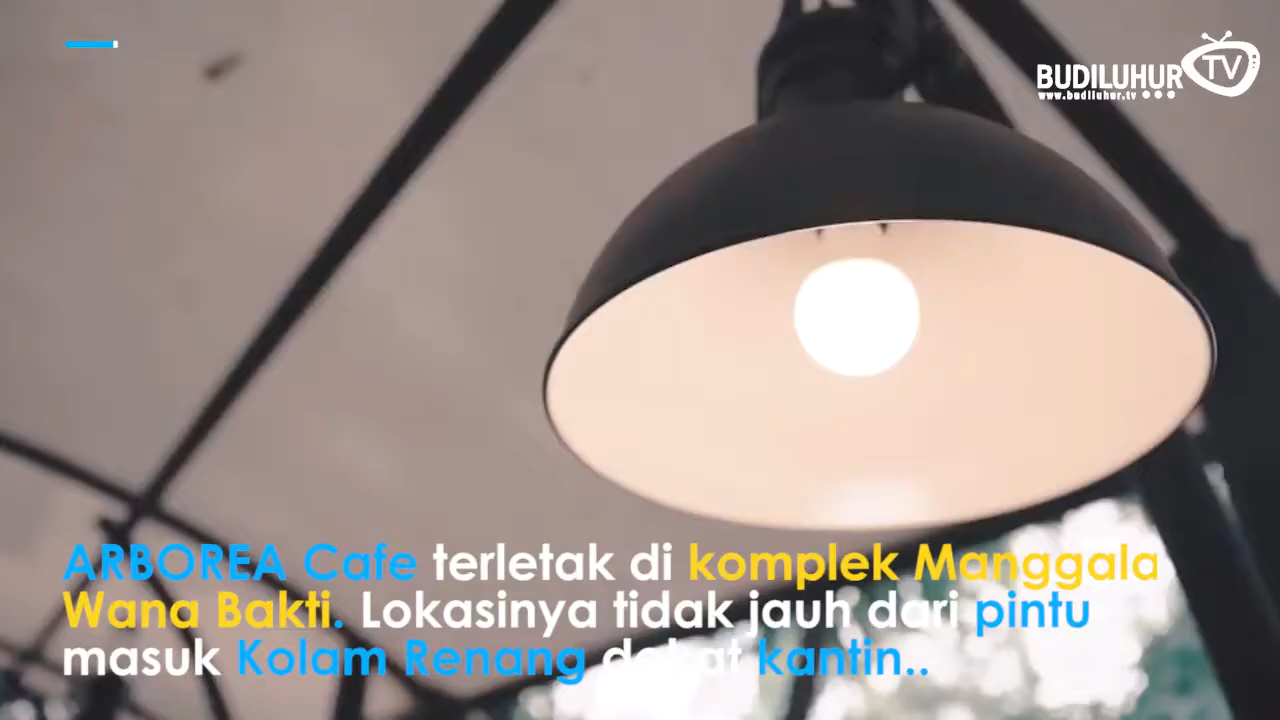 BUDILUHUR TV
www.budiluhur.tv
ARBOREA Cafe terletak di komplek Manggala
Wana Bakti. Lokasinya tidak jauh dari pintu
masuk Kolam Renang dekat kantin..